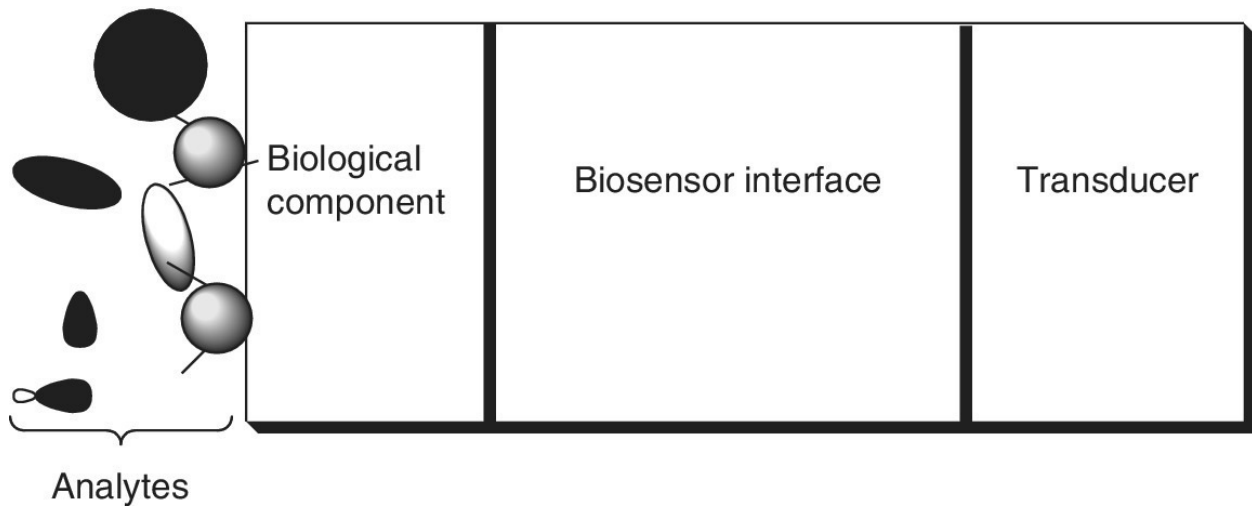 Biological
component
Biosensor interface
Transducer
Analytes